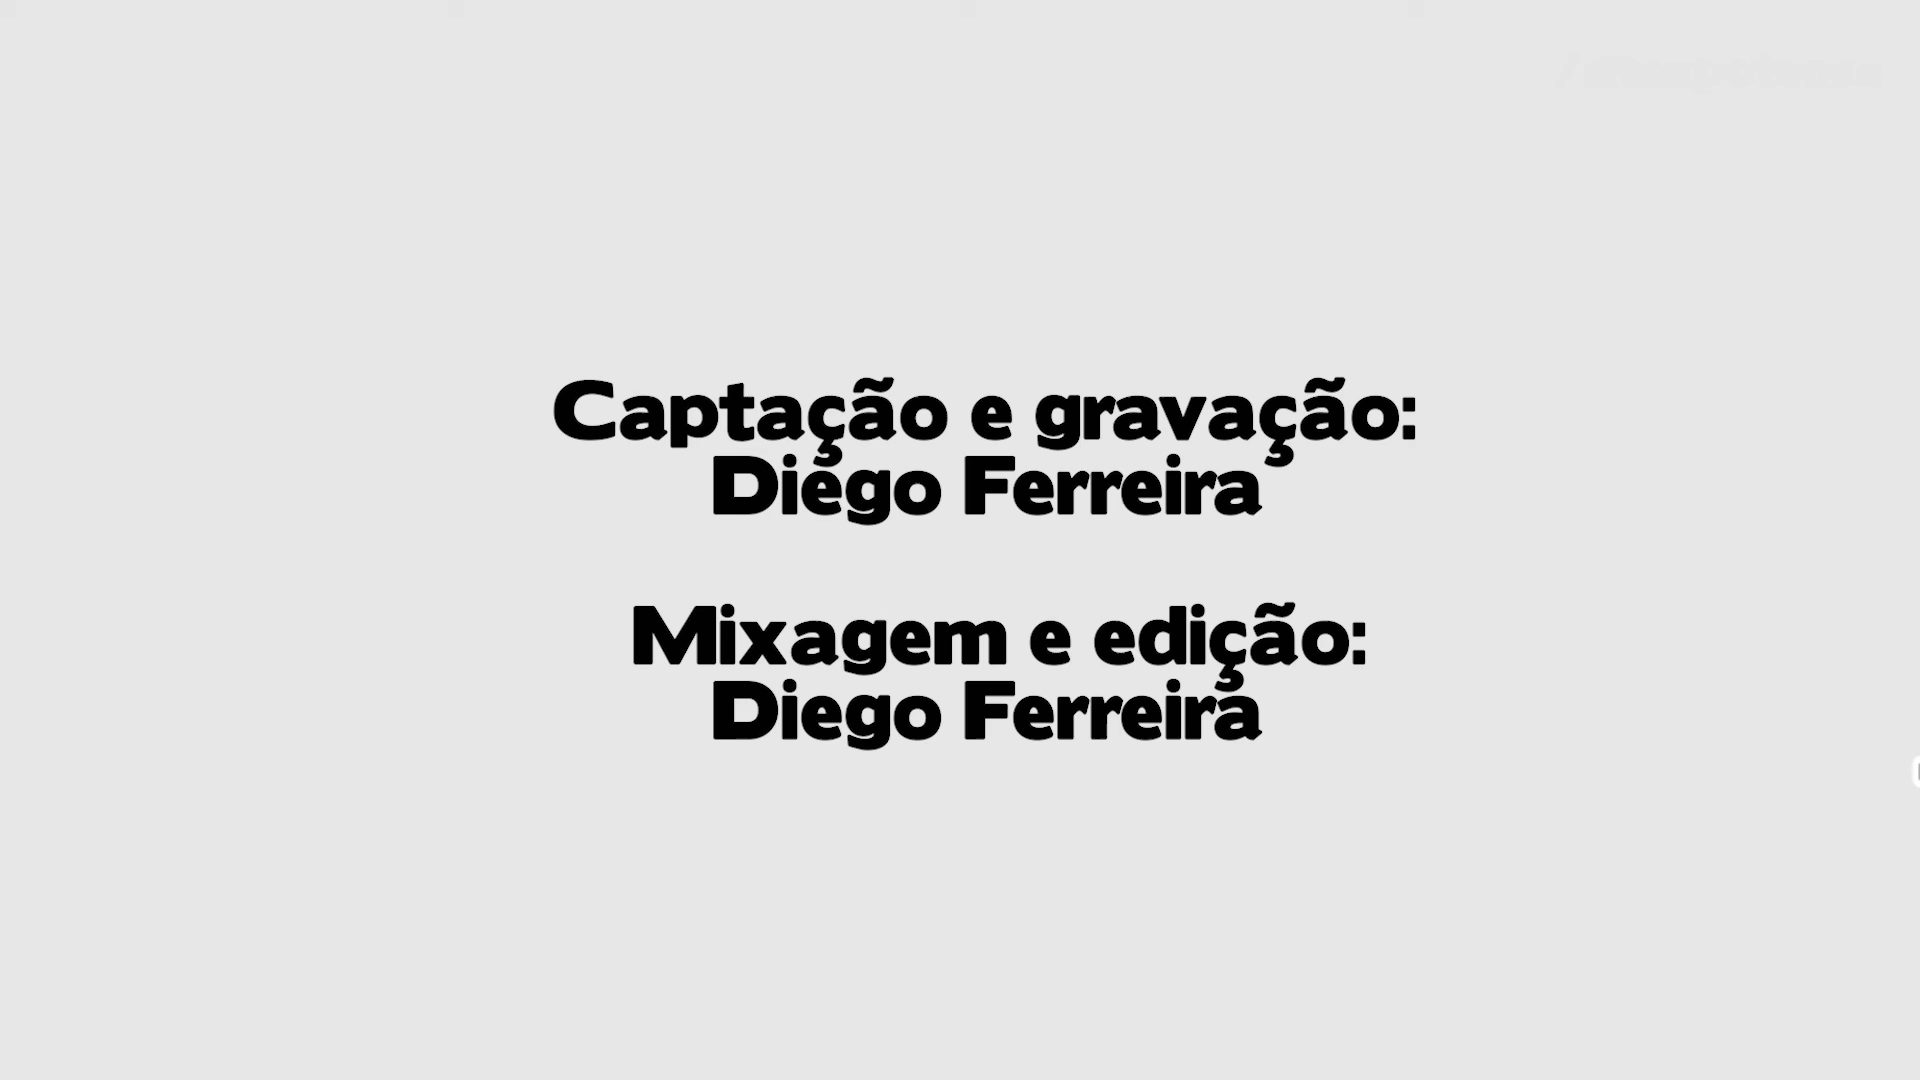 Captação e gravação:
Diego Ferreira
Mixagem e edição:
Diego Ferreira